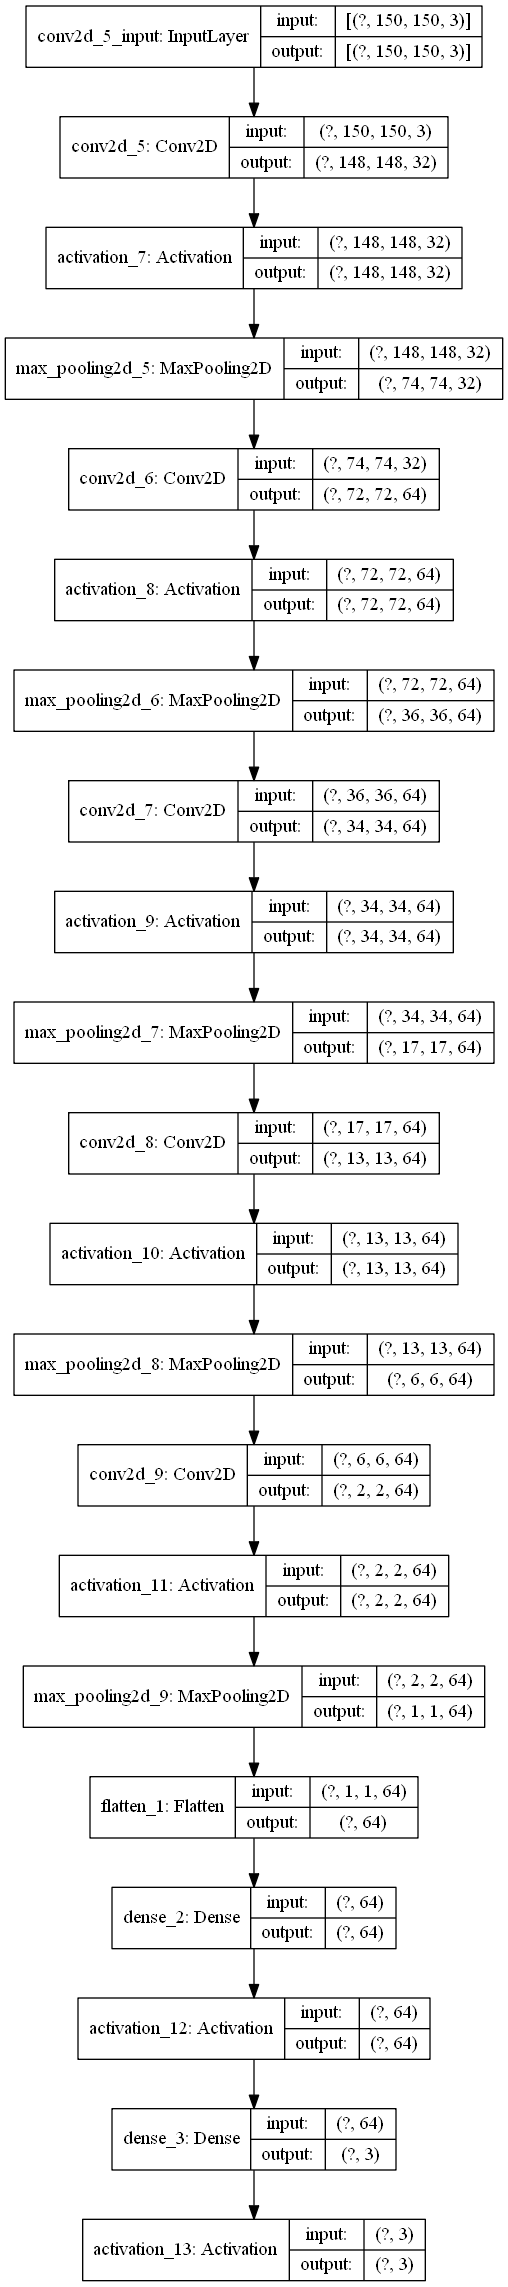 conv2d_5_input: InputLayer
input: [(?, 150, 150, 3)]
output: [(?, 150, 150, 3)]
conv2d_5: Conv2D
input: (?, 150, 150, 3)
output: (?, 148, 148, 32)
activation_7: Activation
input: (?, 148, 148, 32)
output: (?, 148, 148, 32)
max_pooling2d_5: MaxPooling2D
input: (?, 148, 148, 32)
output: (?, 74, 74, 32)
conv2d_6: Conv2D
input: (?, 74, 74, 32)
output: (?, 72, 72, 64)
activation_8: Activation
input: (?, 72, 72, 64)
output: (?, 72, 72, 64)
max_pooling2d_6: MaxPooling2D
input: (?, 72, 72, 64)
output: (?, 36, 36, 64)
conv2d_7: Conv2D
input: (?, 36, 36, 64)
output: (?, 34, 34, 64)
activation_9: Activation
input: (?, 34, 34, 64)
output: (?, 34, 34, 64)
max_pooling2d_7: MaxPooling2D
input: (?, 34, 34, 64)
output: (?, 17, 17, 64)
conv2d_8: Conv2D
input: (?, 17, 17, 64)
output: (?, 13, 13, 64)
activation_10: Activation
input: (?, 13, 13, 64)
output: (?, 13, 13, 64)
max_pooling2d_8: MaxPooling2D
input: (?, 13, 13, 64)
output: (?, 6, 6, 64)
conv2d_9: Conv2D
input: (?, 6, 6, 64)
output: (?, 2, 2, 64)
activation_11: Activation
input: (?, 2, 2, 64)
output: (?, 2, 2, 64)
max_pooling2d_9: MaxPooling2D
input: (?, 2, 2, 64)
output: (?, 1, 1, 64)
flatten_1: Flatten
input: (?, 1, 1, 64)
output: (?, 64)
dense_2: Dense
input: (?, 64)
output: (?, 64)
activation_12: Activation
input: (?, 64)
output: (?, 64)
dense_3: Dense
input: (?, 64)
output: (?, 3)
activation_13: Activation
input: (?, 3)
output: (?, 3)